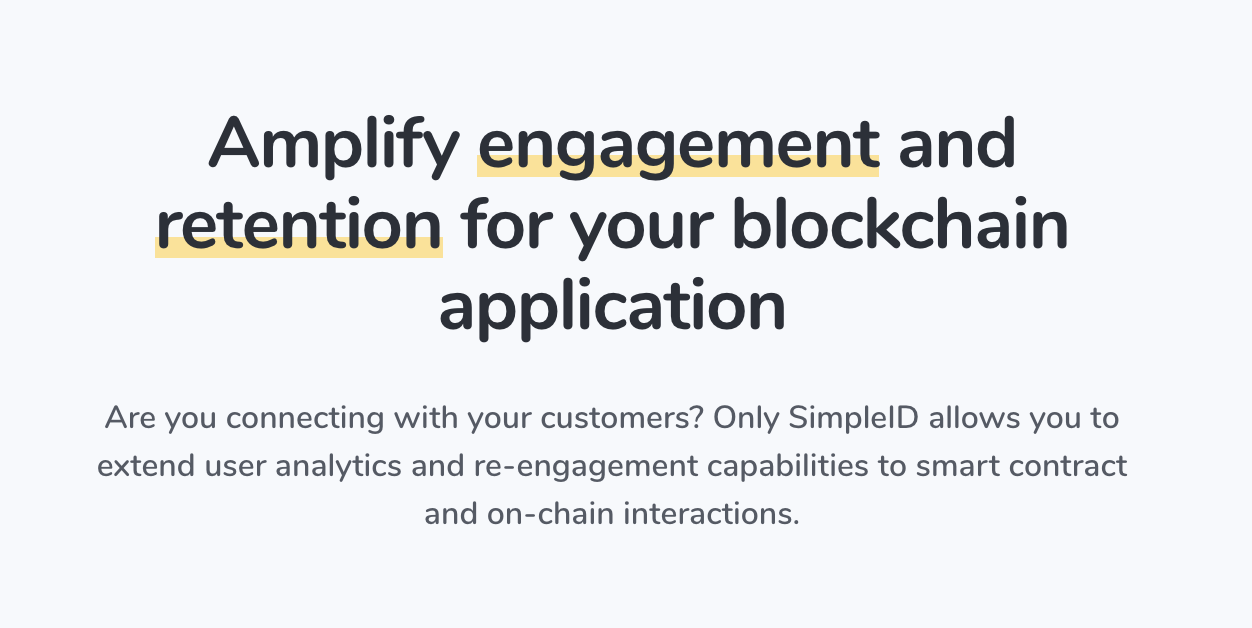 Amplify engagement and
retention for your blockchain
application
Are you connecting with your customers? Only SimpleID allows you to
extend user analytics and re-engagement capabilities to smart contract
and on-chain interactions.